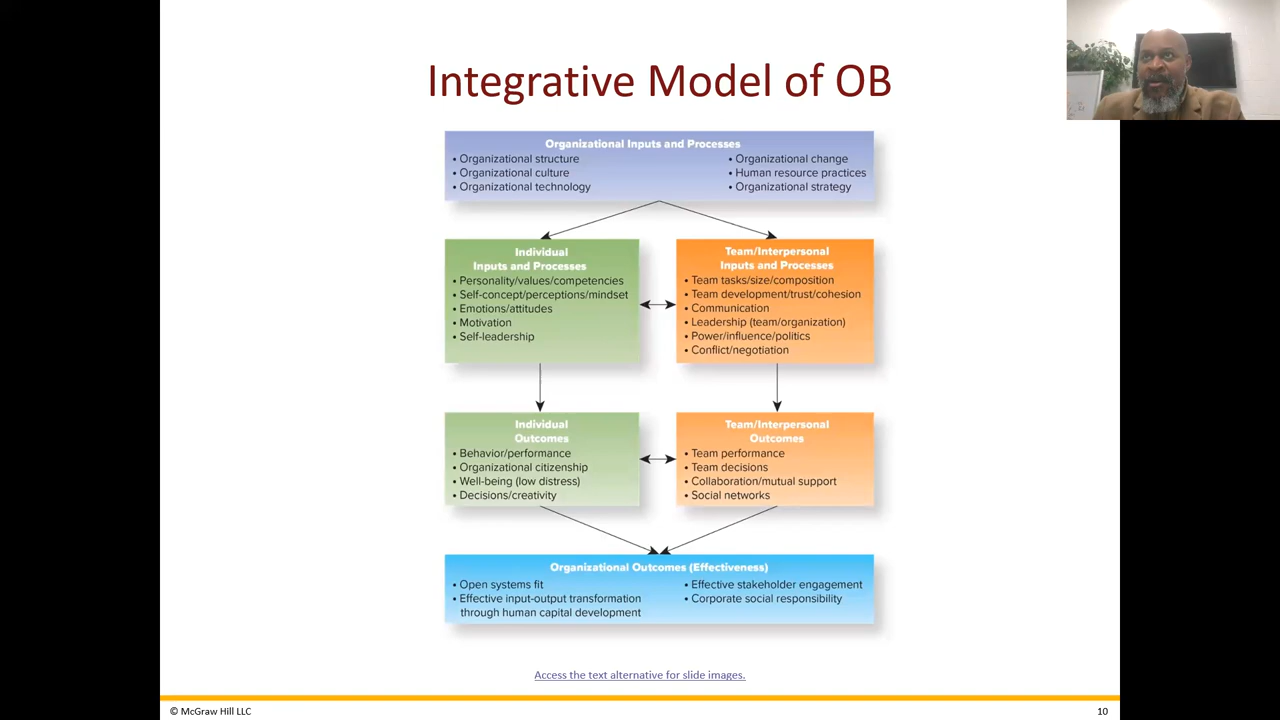 Integrative Model of OB
Organizational Inputs and Processes
• Organizational structure
• Organizational culture
• Organizational technology
• Organizational change
• Human resource practices
• Organizational strategy
Individual
Inputs and Processes
• Personality/values/competencies
• Self-concept/perceptions/mindset
• Emotions/attitudes
• Motivation
• Self-leadership
Team/Interpersonal
Inputs and Processes
• Team tasks/size/composition
• Team development/trust/cohesion
• Communication
• Leadership (team/organization)
• Power/influence/politics
• Conflict/negotiation
Individual
Outcomes
• Behavior/performance
• Organizational citizenship
• Well-being (low distress)
• Decisions/creativity
Team/Interpersonal
Outcomes
• Team performance
• Team decisions
• Collaboration/mutual support
• Social networks
Organizational Outcomes (Effectiveness)
• Open systems fit
• Effective input-output transformation
through human capital development
• Effective stakeholder engagement
• Corporate social responsibility
Access the text alternative for slide images.
© McGraw Hill LLC
10